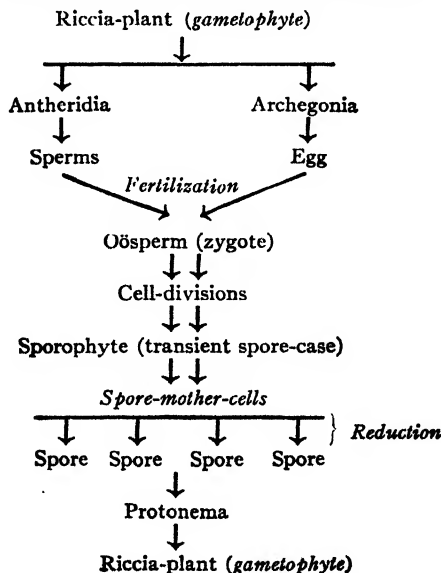 Riccia-plant (gametophyte)
Antheridia Archegonia
Sperms Egg
Fertilization
Oösperm (zygote)
Cell-divisions
Sporophyte (transient spore-case)
Spore-mother-cells
Reduction
Spore Spore Spore Spore
Protonema
Riccia-plant (gametophyte)